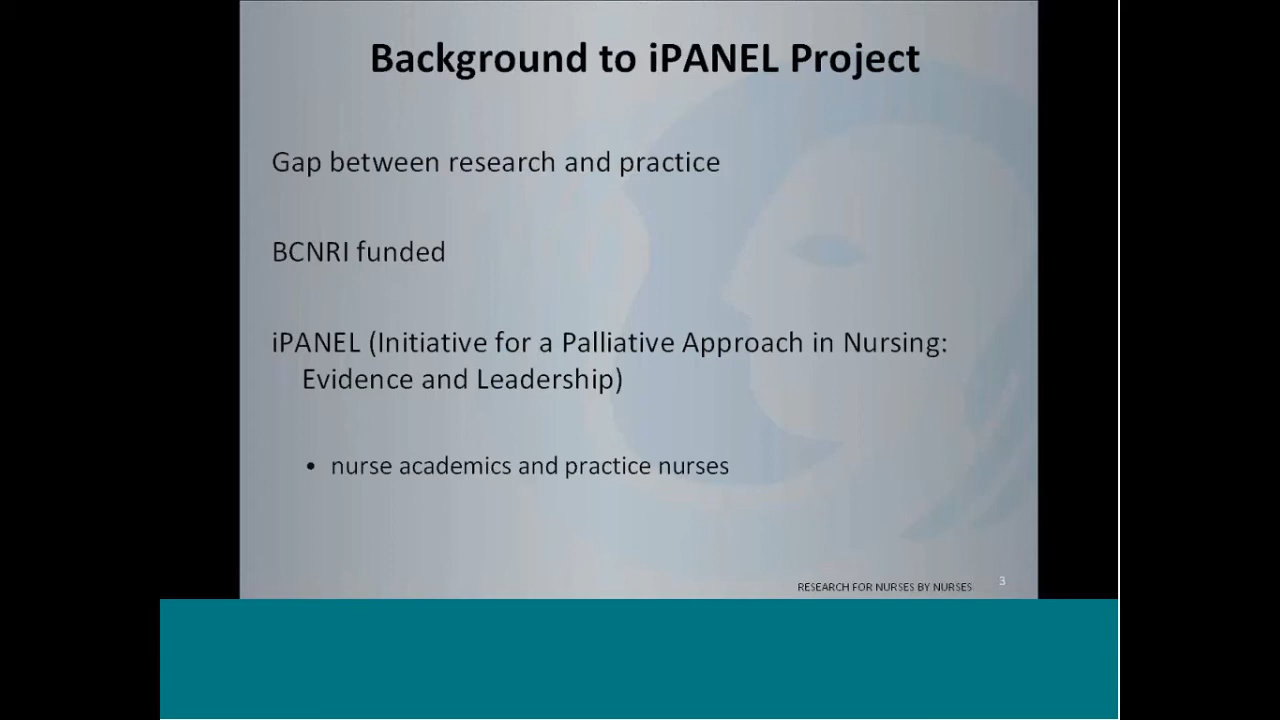 Background to iPANEL Project
Gap between research and practice
BCNRI funded
iPANEL (Initiative for a Palliative Approach in Nursing:
Evidence and Leadership)
• nurse academics and practice nurses
RESEARCH FOR NURSES BY NURSES
3